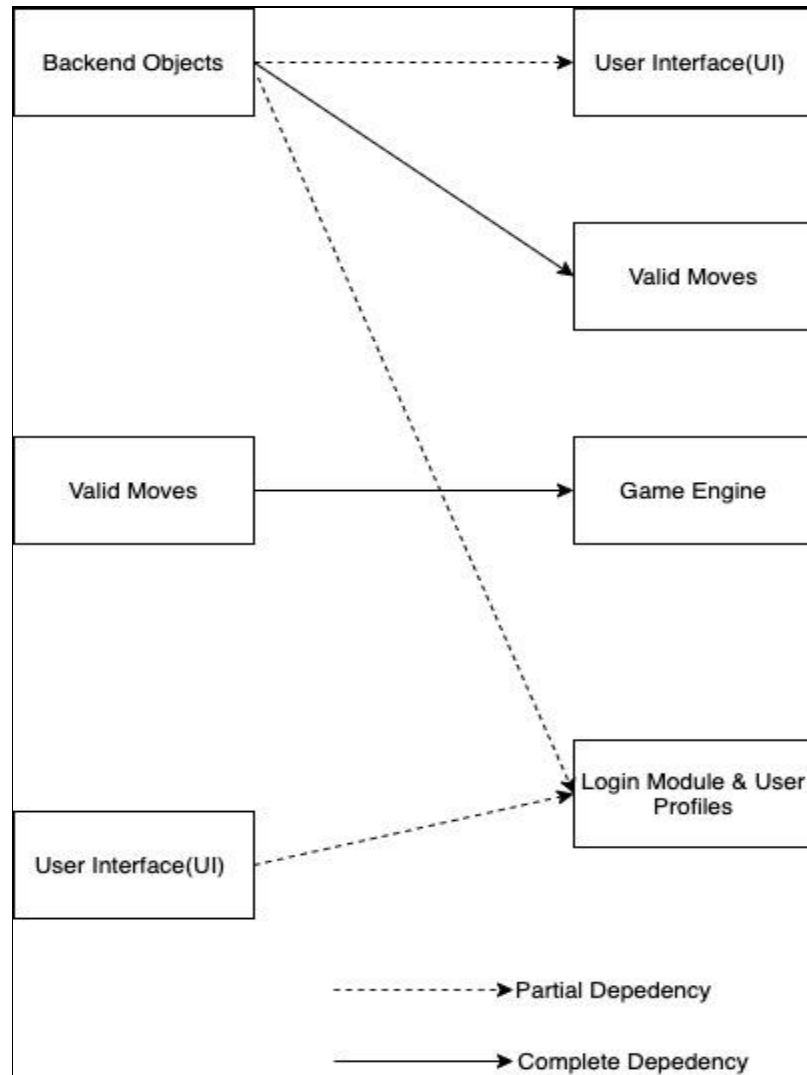 Backend Objects
User Interface(UI)
Valid Moves
Valid Moves
Game Engine
Login Module & User
Profiles
User Interface(UI)
Partial Depedency
Complete Depedency